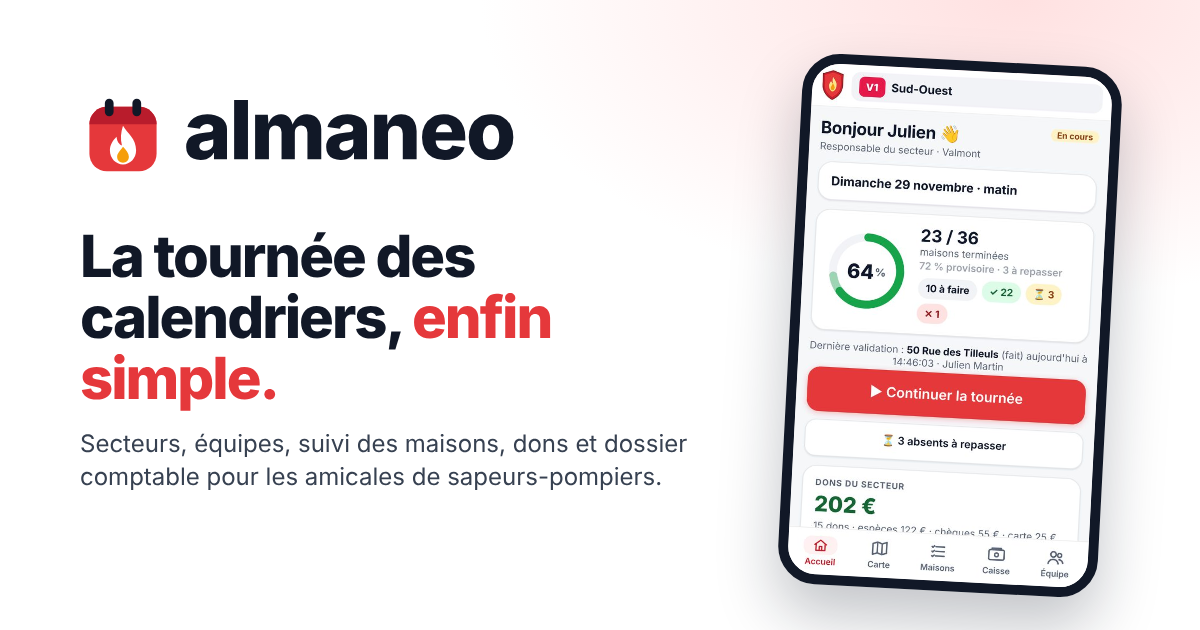 almaneo
La tournée des
calendriers, enfin
simple.
Secteurs, équipes, suivi des maisons, dons et dossier
comptable pour les amicales de sapeurs-pompiers.
V1 Sud-Ouest
Bonjour Julien 👋
En cours
Responsable du secteur · Valmont
Dimanche 29 novembre · matin
64%
23 / 36
maisons terminées
72 % provisoire · 3 à repasser
10 à faire ✓ 22 ⏳ 3
✕ 1
Dernière validation : 50 Rue des Tilleuls (fait) aujourd'hui à
14:46:03 · Julien Martin
▶ Continuer la tournée
⏳ 3 absents à repasser
DONS DU SECTEUR
202 €
15 dons · espèces 122 € · chèques 55 € · carte 25 €
Accueil Carte Maisons Caisse Équipe